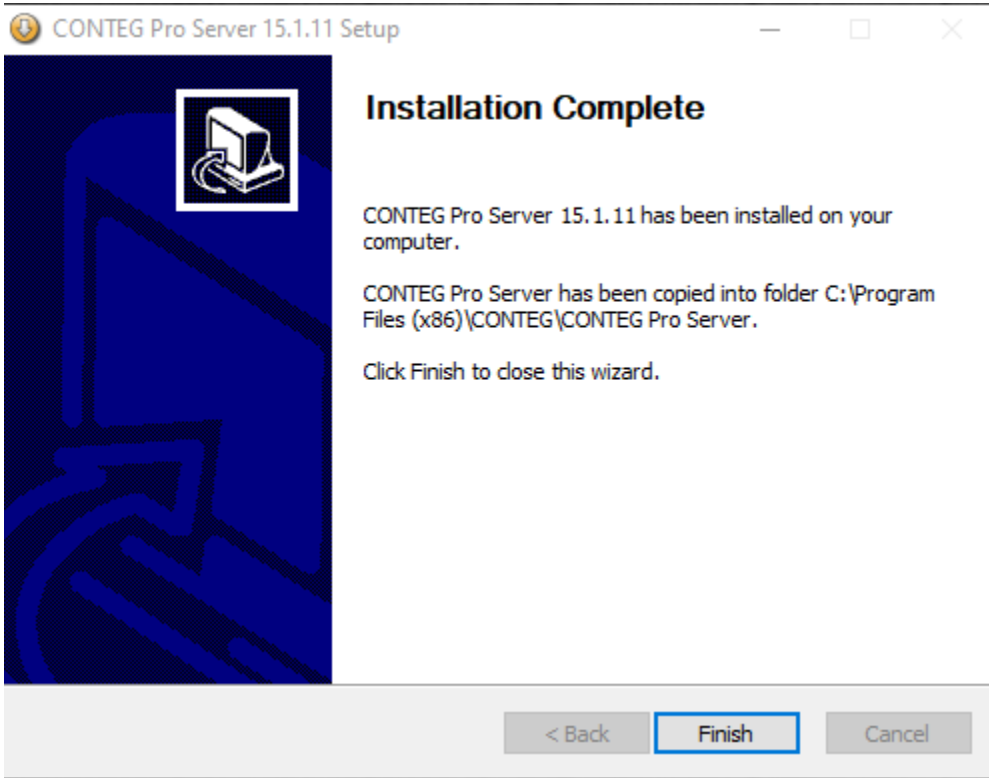 CONTEG Pro Server 15.1.11 Setup
Installation Complete
CONTEG Pro Server 15.1.11 has been installed on your
computer.
CONTEG Pro Server has been copied into folder C:\Program
Files (x86)\CONTEG\CONTEG Pro Server.
Click Finish to close this wizard.
< Back
Finish
Cancel